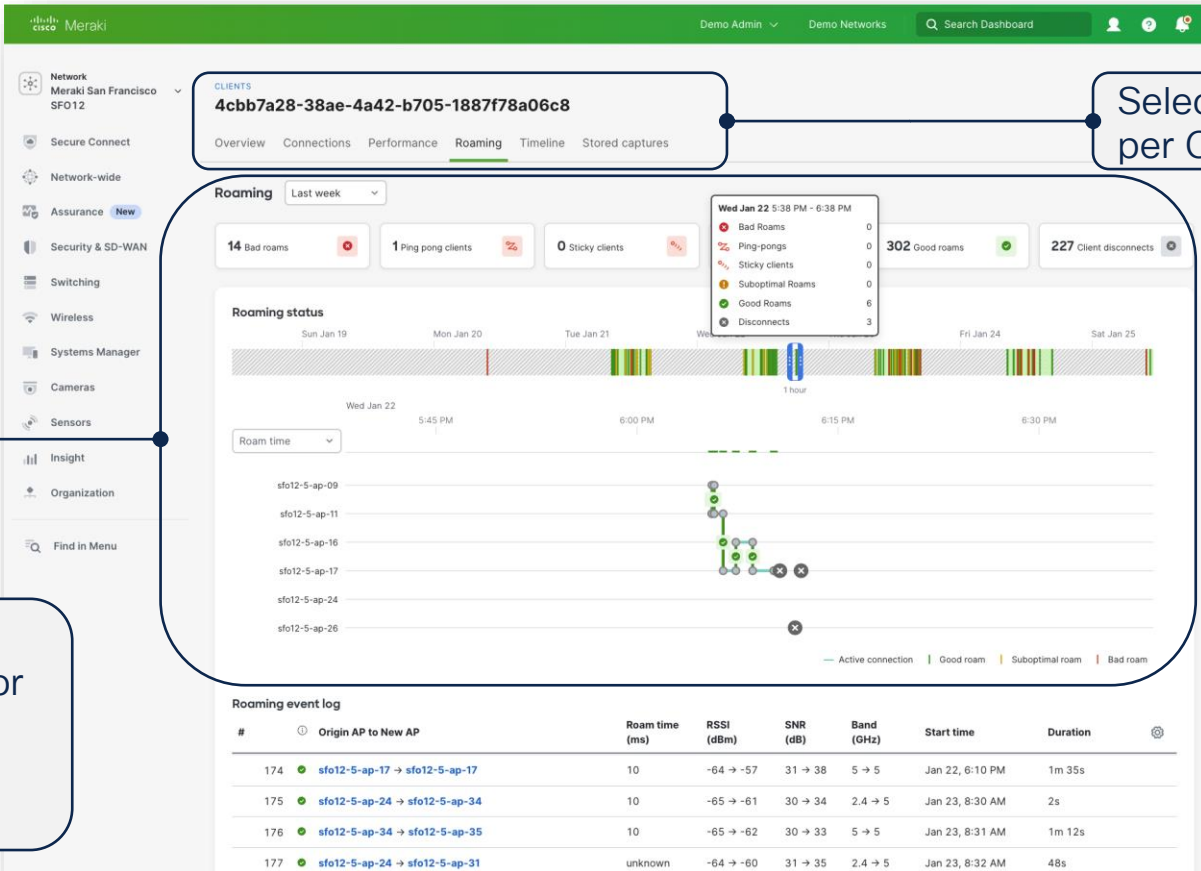 cisco Meraki
Demo Admin
Demo Networks
Search Dashboard
Network
Meraki San Francisco
SFO12
Secure Connect
Network-wide
Assurance New
Security & SD-WAN
Switching
Wireless
Systems Manager
Cameras
Sensors
Insight
Organization
Find in Menu
CLIENTS
4cbb7a28-38ae-4a42-b705-1887f78a06c8
Overview Connections Performance Roaming Timeline Stored captures
per
or
Roaming Last week
14 Bad roams
1 Ping pong clients
0 Sticky clients
302 Good roams
227 Client disconnects
Wed Jan 22 5:38 PM - 6:38 PM
Bad Roams 0
Ping-pongs 0
Sticky clients 0
Suboptimal Roams 0
Good Roams 6
Disconnects 3
Roaming status
Sun Jan 19 Mon Jan 20 Tue Jan 21 Fri Jan 24 Sat Jan 25
1 hour
Wed Jan 22
5:45 PM 6:00 PM 6:15 PM 6:30 PM
Roam time
sfo12-5-ap-09
sfo12-5-ap-11
sfo12-5-ap-16
sfo12-5-ap-17
sfo12-5-ap-24
sfo12-5-ap-26
Active connection Good roam Suboptimal roam Bad roam
Roaming event log
# Origin AP to New AP Roam time (ms) RSSI (dBm) SNR (dB) Band (GHz) Start time Duration
174 sfo12-5-ap-17 → sfo12-5-ap-17 10 -64 → -57 31 → 38 5 → 5 Jan 22, 6:10 PM 1m 35s
175 sfo12-5-ap-24 → sfo12-5-ap-34 10 -65 → -61 30 → 34 2.4 → 5 Jan 23, 8:30 AM 2s
176 sfo12-5-ap-34 → sfo12-5-ap-35 10 -65 → -62 30 → 33 5 → 5 Jan 23, 8:31 AM 1m 12s
177 sfo12-5-ap-24 → sfo12-5-ap-31 unknown -64 → -60 31 → 35 2.4 → 5 Jan 23, 8:32 AM 48s